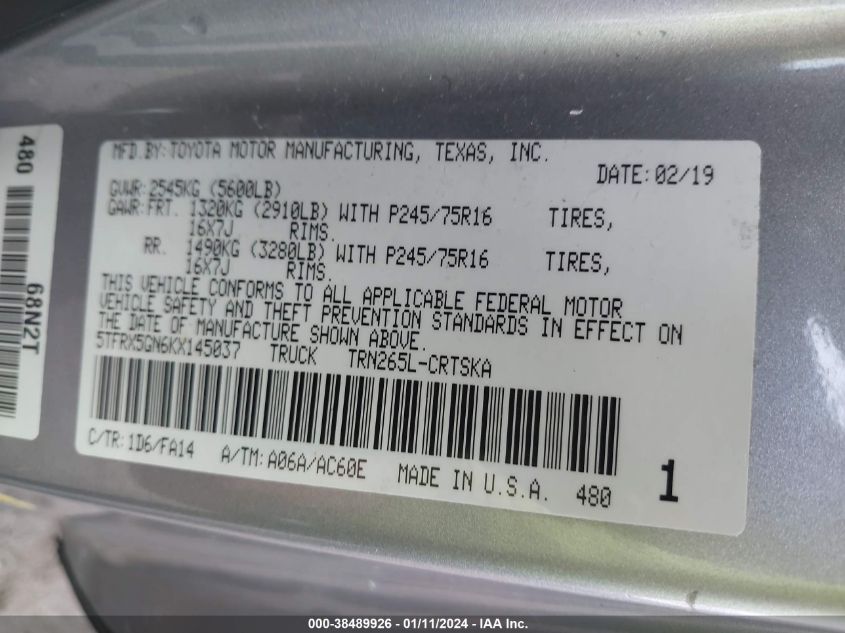 MFD.BY:TOYOTA MOTOR MANUFACTURING, TEXAS, INC.
DATE:02/19
GVWR:2545KG (5600LB)
GAWR:FRT. 1320KG (2910LB) WITH P245/75R16 TIRES,
16X7J RIMS.
RR. 1490KG (3280LB) WITH P245/75R16 TIRES,
16X7J RIMS.
THIS VEHICLE CONFORMS TO ALL APPLICABLE FEDERAL MOTOR
VEHICLE SAFETY AND THEFT PREVENTION STANDARDS IN EFFECT ON
THE DATE OF MANUFACTURE SHOWN ABOVE.
5TFRX5GN6KX145037 TRUCK TRN265L-CRTSKA
C/TR:1D6/FA14 A/TM:A06A/AC60E MADE IN U.S.A. 480 1
480 68N2T
000-38489926 - 01/11/2024 - IAA Inc.